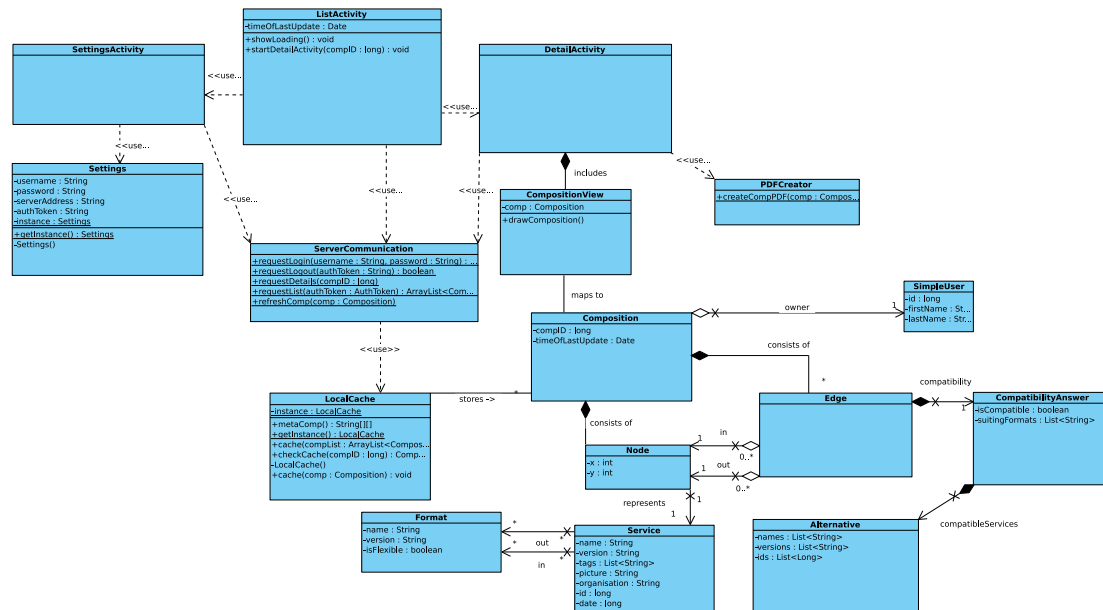 ListActivity
-timeOfLastUpdate : Date
+showLoading() : void
+startDetailActivity(compID : long) : void
SettingsActivity
DetailActivity
<<use...
<<use...
<<use...
<<use...
<<use...
<<use...
<<use...
<<use...
Settings
-username : String
-password : String
-serverAddress : String
-authToken : String
-instance : Settings
+getInstance() : Settings
-Settings()
includes
CompositionView
-comp : Composition
+drawComposition()
PDFCreator
+createCompPDF(comp : Compos...
ServerCommunication
+requestLogin(username : String, password : String) : ...
+requestLogout(authToken : String) : boolean
+requestDetails(compID : long)
+requestList(authToken : AuthToken) : ArrayList<Com...
+refreshComp(comp : Composition)
maps to
SimpleUser
-id : long
-firstName : St...
-lastName : Str...
Composition
-compID : long
-timeOfLastUpdate : Date
owner
1
<<use>>
consists of
*
LocalCache
-instance : LocalCache
+metaComp() : String[][]
+getInstance() : LocalCache
+cache(compList : ArrayList<Compos...
+checkCache(compID : long) : Comp...
-LocalCache()
+cache(comp : Composition) : void
stores ->
*
consists of
Edge
compatibility
1
CompatibilityAnswer
-isCompatible : boolean
-suitingFormats : List<String>
Node
-x : int
-y : int
1
in
0..*
1
out
0..*
represents
1
1
compatibleServices
Format
-name : String
-version : String
-isFlexible : boolean
*
out
*
*
in
*
Service
-name : String
-version : String
-tags : List<String>
-picture : String
-organisation : String
-id : long
-date : long
Alternative
-names : List<String>
-versions : List<String>
-ids : List<Long>